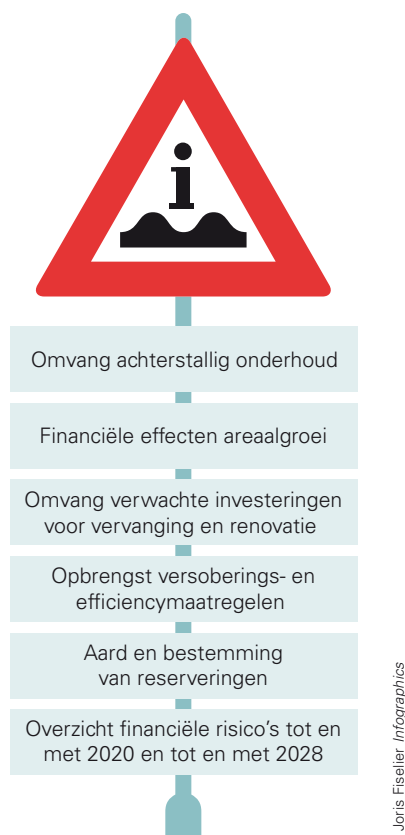 i
Omvang achterstallig onderhoud
Financiële effecten areaalgroei
Omvang verwachte investeringen
voor vervanging en renovatie
Opbrengst versoberings- en
efficiencymaatregelen
Aard en bestemming
van reserveringen
Overzicht financiële risico's tot en
met 2020 en tot en met 2028
Joris Fiselier Infographics